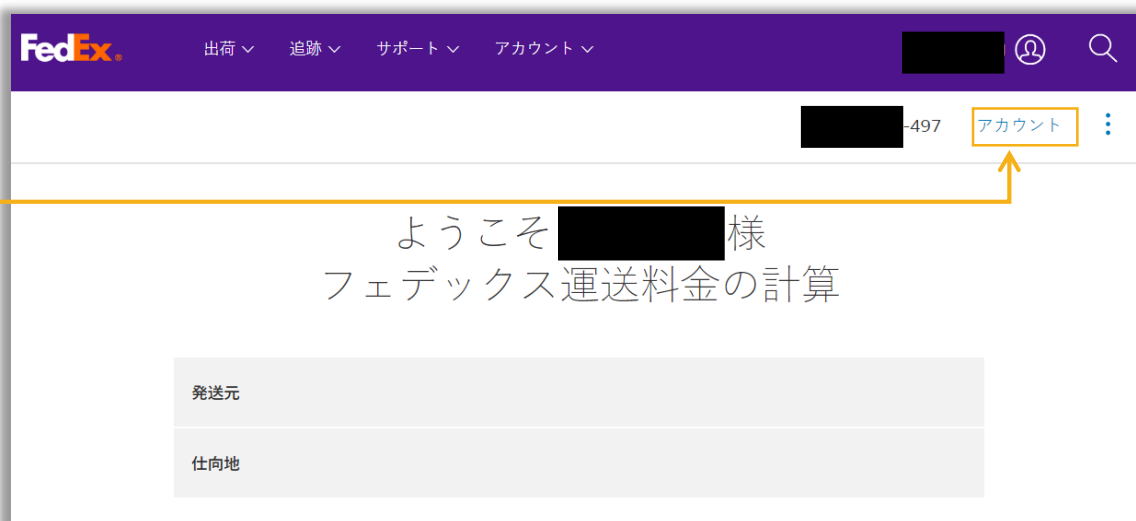 FedEx®
出荷 追跡 サポート アカウント
-497 アカウント
ようこそ 様
フェデックス運送料金の計算
発送元
仕向地